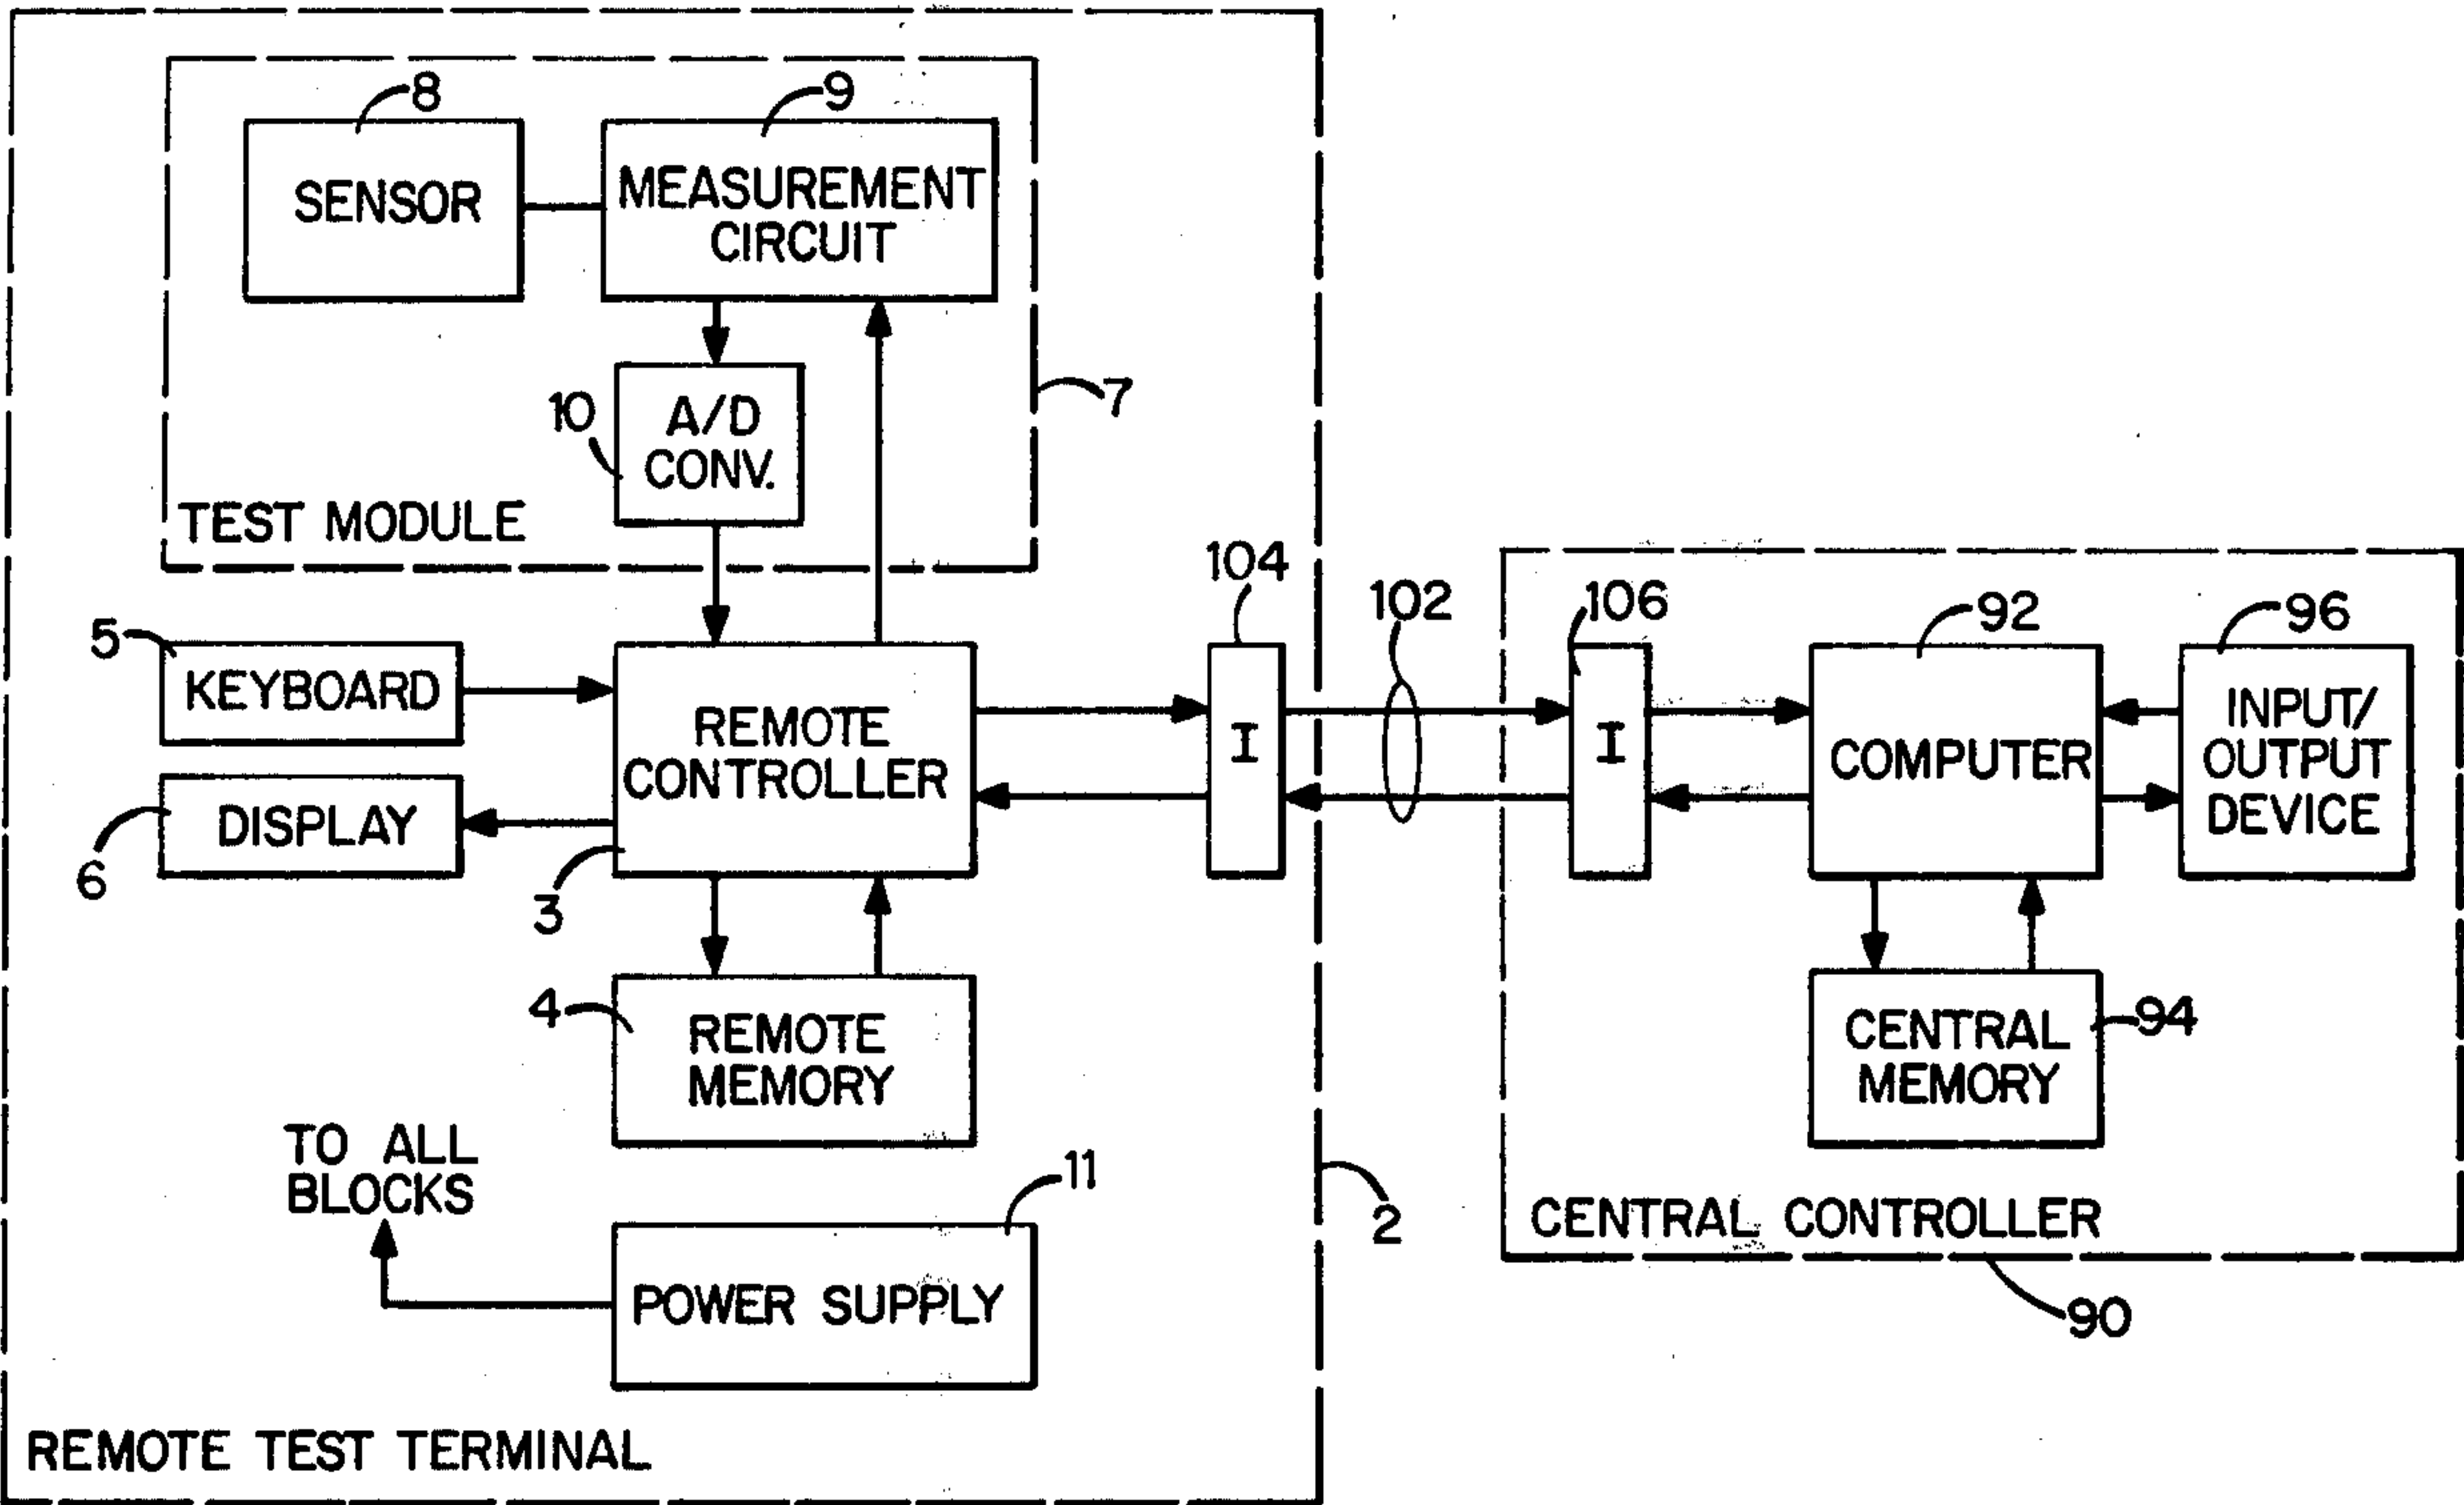 8
9
SENSOR
MEASUREMENT
CIRCUIT
10
A/D
CONV.
7
TEST MODULE
104
102
106
92
96
5
KEYBOARD
REMOTE
CONTROLLER
I
I
COMPUTER
INPUT/
OUTPUT
DEVICE
DISPLAY
6
3
4
REMOTE
MEMORY
CENTRAL
MEMORY
94
TO ALL
BLOCKS
11
2
CENTRAL CONTROLLER
POWER SUPPLY
90
REMOTE TEST TERMINAL